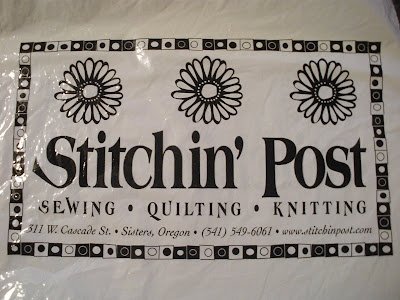 Stitchin' Post
SEWING • QUILTING • KNITTING
311 W. Cascade St. • Sisters, Oregon • (541) 549-6061 • www.stitchinpost.com